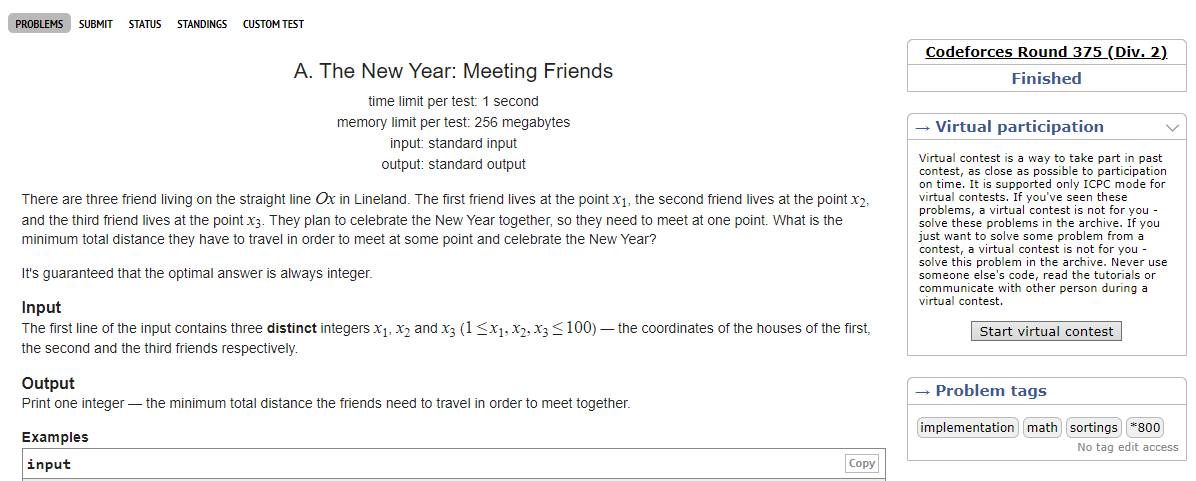 PROBLEMS SUBMIT STATUS STANDINGS CUSTOM TEST
A. The New Year: Meeting Friends
time limit per test: 1 second
memory limit per test: 256 megabytes
input: standard input
output: standard output
There are three friend living on the straight line Ox in Lineland. The first friend lives at the point x₁, the second friend lives at the point x₂,
and the third friend lives at the point x₃. They plan to celebrate the New Year together, so they need to meet at one point. What is the
minimum total distance they have to travel in order to meet at some point and celebrate the New Year?
It's guaranteed that the optimal answer is always integer.
Input
The first line of the input contains three distinct integers x₁, x₂ and x₃ (1 ≤ x₁, x₂, x₃ ≤ 100) — the coordinates of the houses of the first,
the second and the third friends respectively.
Output
Print one integer — the minimum total distance the friends need to travel in order to meet together.
Examples
input
Copy
Codeforces Round 375 (Div. 2)
Finished
→ Virtual participation
Virtual contest is a way to take part in past
contest, as close as possible to participation
on time. It is supported only ICPC mode for
virtual contests. If you've seen these
problems, a virtual contest is not for you -
solve these problems in the archive. If you
just want to solve some problem from a
contest, a virtual contest is not for you -
solve this problem in the archive. Never use
someone else's code, read the tutorials or
communicate with other person during a
virtual contest.
Start virtual contest
→ Problem tags
implementation math sortings *800
No tag edit access